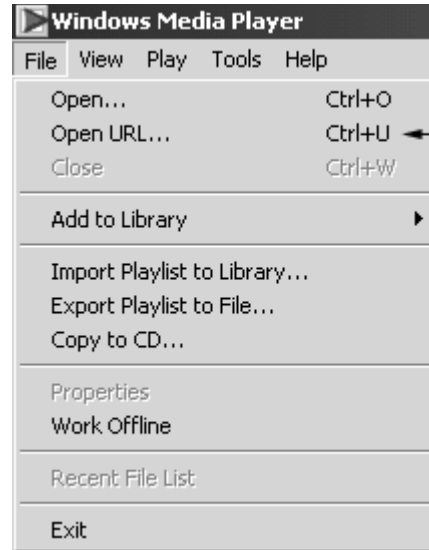 Windows Media Player
File View Play Tools Help
Open... Ctrl+O
Open URL... Ctrl+U
Close Ctrl+W
Add to Library
Import Playlist to Library...
Export Playlist to File...
Copy to CD...
Properties
Work Offline
Recent File List
Exit